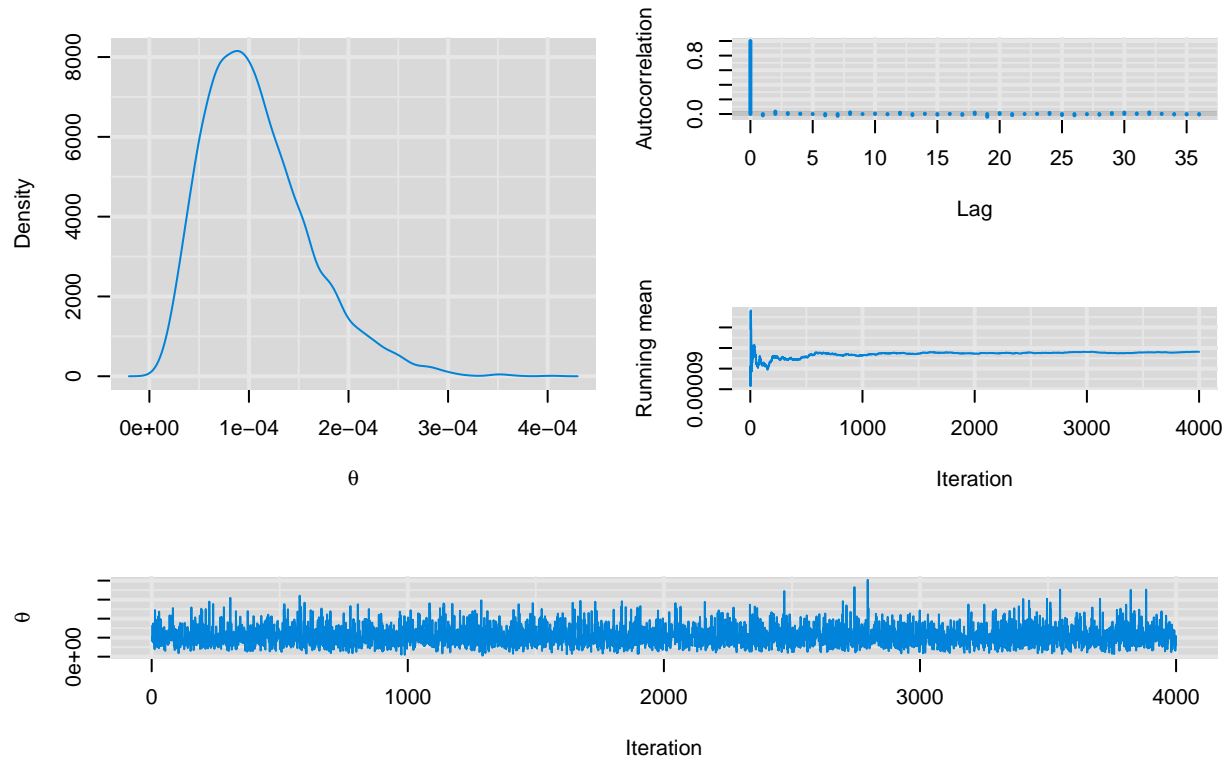 Density
8000
6000
4000
2000
0
0e+00 1e−04 2e−04 3e−04 4e−04
θ
Autocorrelation
0.8
0.0
0 5 10 15 20 25 30 35
Lag
Running mean
0.00009
0 1000 2000 3000 4000
Iteration
θ
0e+00
0 1000 2000 3000 4000
Iteration